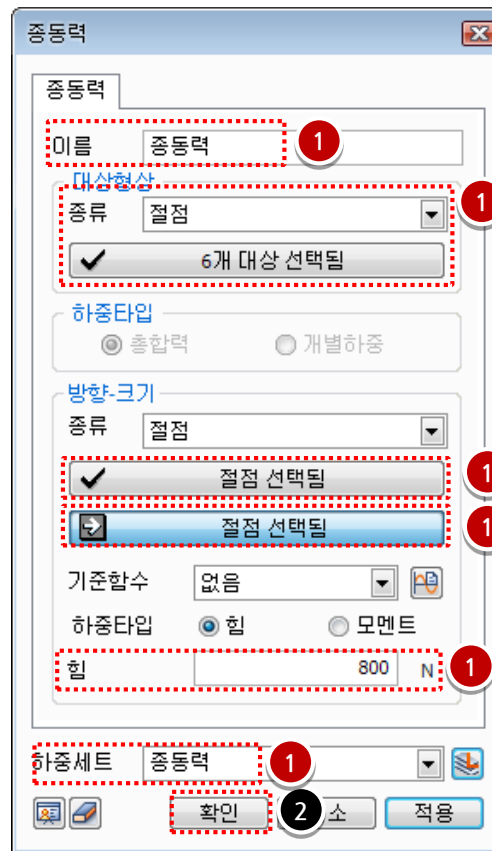 종동력
종동력
이름 종동력 1
대상형상
종류 절점 1
6개 대상 선택됨
하중타입
총합력 개별하중
방향-크기
종류 절점
절점 선택됨 1
절점 선택됨 1
기준함수 없음
하중타입 힘 모멘트
힘 800 N 1
하중세트 종동력 1
확인 2 소 적용